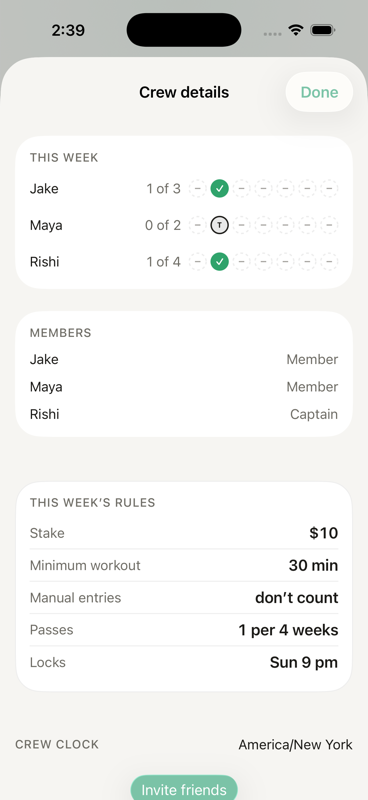 2:39
Crew details
Done
THIS WEEK
Jake 1 of 3
Maya 0 of 2 T
Rishi 1 of 4
MEMBERS
Jake Member
Maya Member
Rishi Captain
THIS WEEK’S RULES
Stake $10
Minimum workout 30 min
Manual entries don’t count
Passes 1 per 4 weeks
Locks Sun 9 pm
CREW CLOCK America/New York
Invite friends